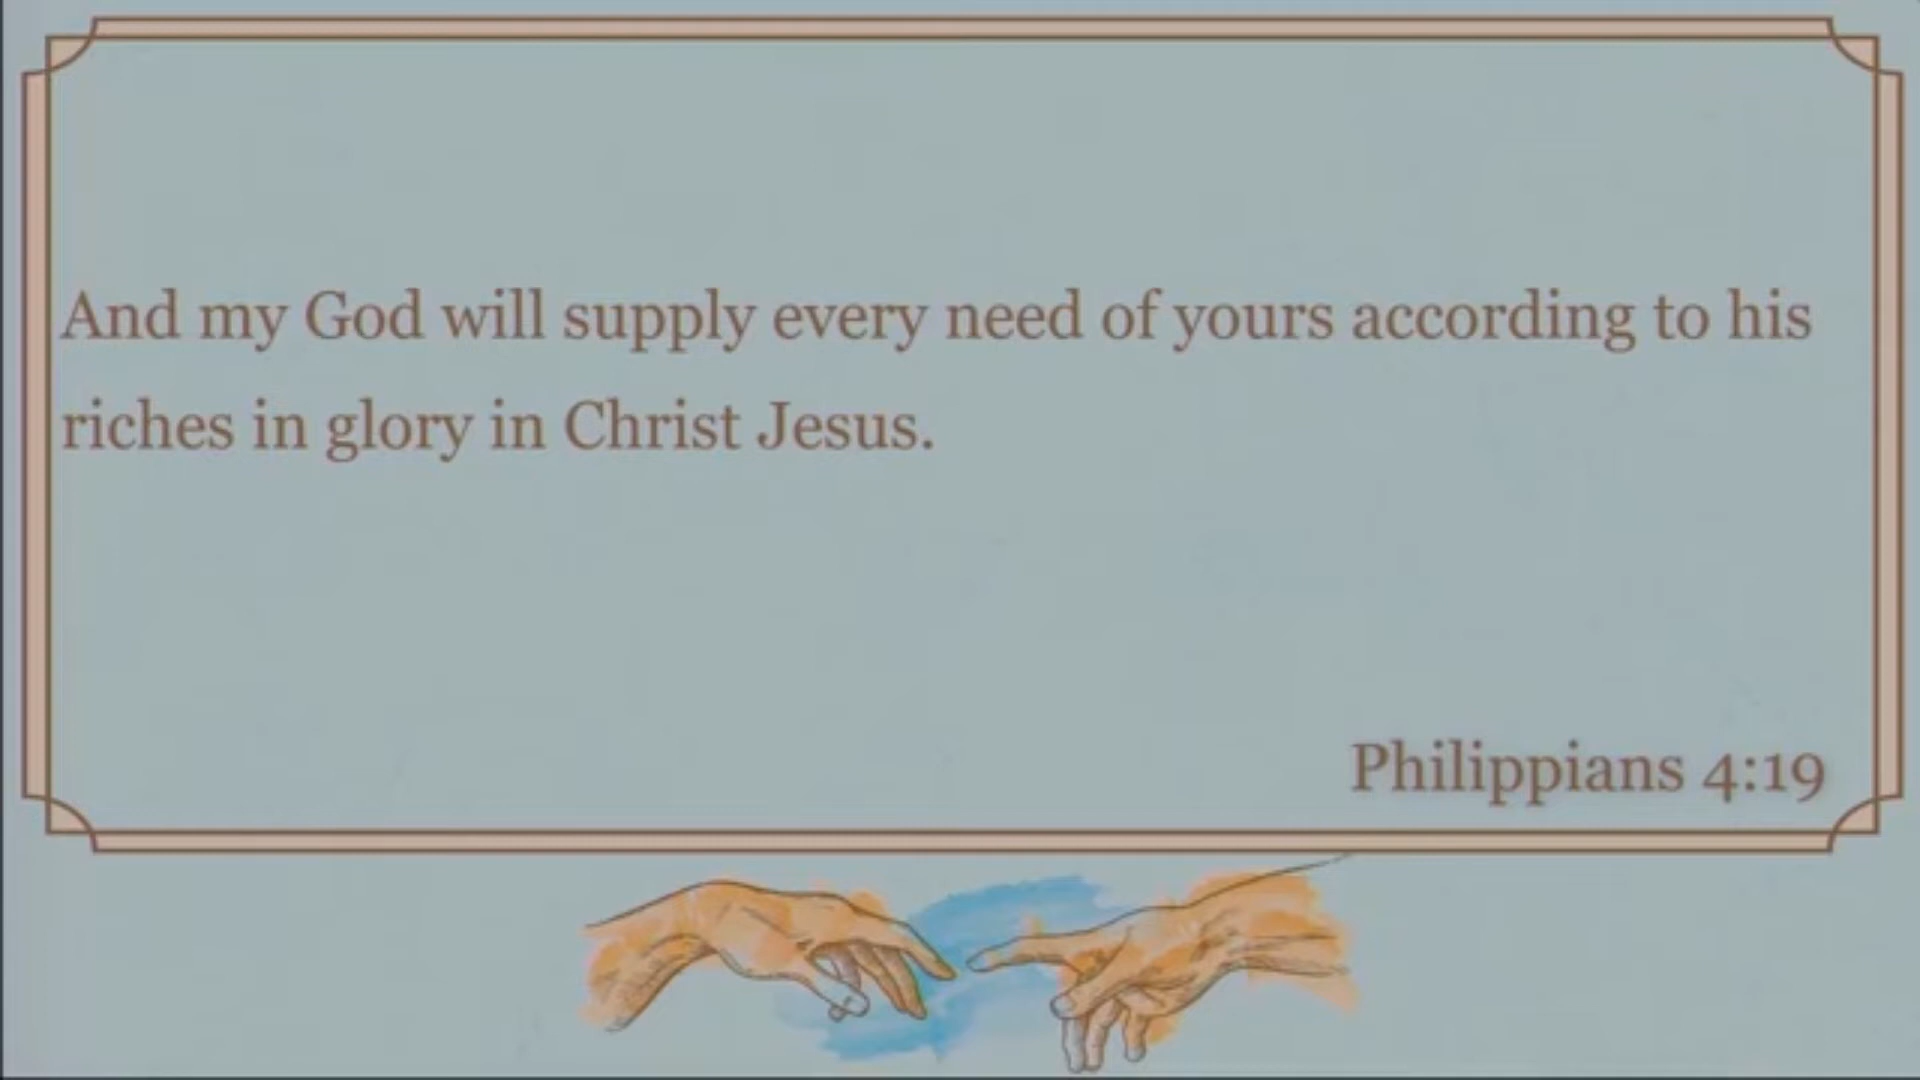 And my God will supply every need of yours according to his
riches in glory in Christ Jesus.
Philippians 4:19